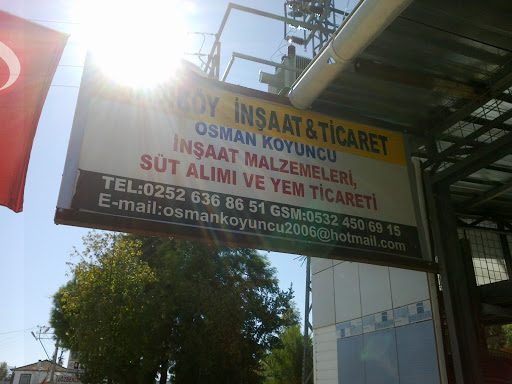 İNŞAAT&TİCARET
OSMAN KOYUNCU
İNŞAAT MALZEMELERİ,
SÜT ALIMI VE YEM TİCARETİ
TEL:0252 636 86 51 GSM:0532 450 69 15
E-mail:osmankoyuncu2006@hotmail.com